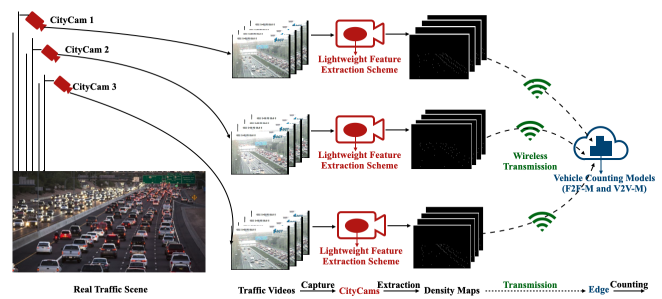 CityCam 1
CityCam 2
CityCam 3
Lightweight Feature
Extraction Scheme
Lightweight Feature
Extraction Scheme
Wireless
Transmission
Vehicle Counting Models
(F2F-M and V2V-M)
Lightweight Feature
Extraction Scheme
Real Traffic Scene
Traffic Videos
Capture
CityCams
Extraction
Density Maps
Transmission
Edge
Counting